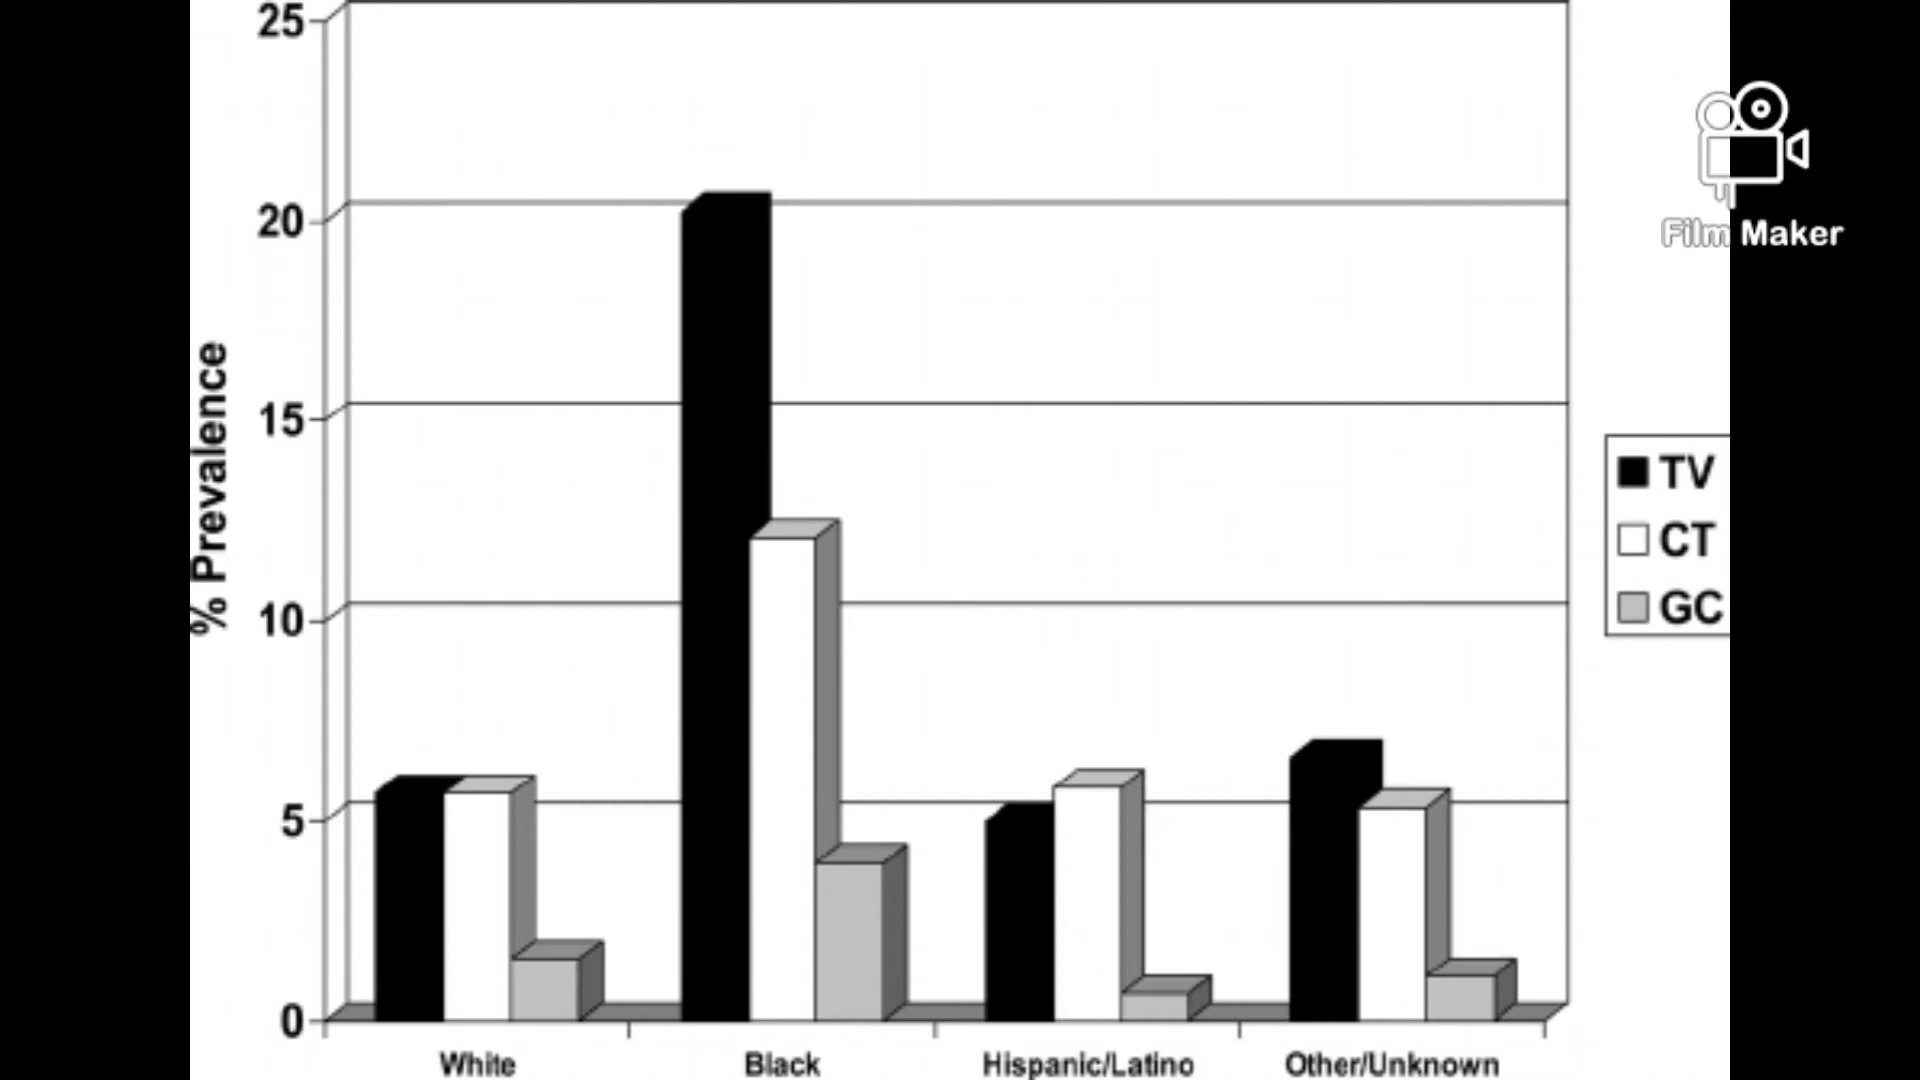 25
20
15
10
5
0
% Prevalence
White Black Hispanic/Latino Other/Unknown
TV
CT
GC
Film Maker